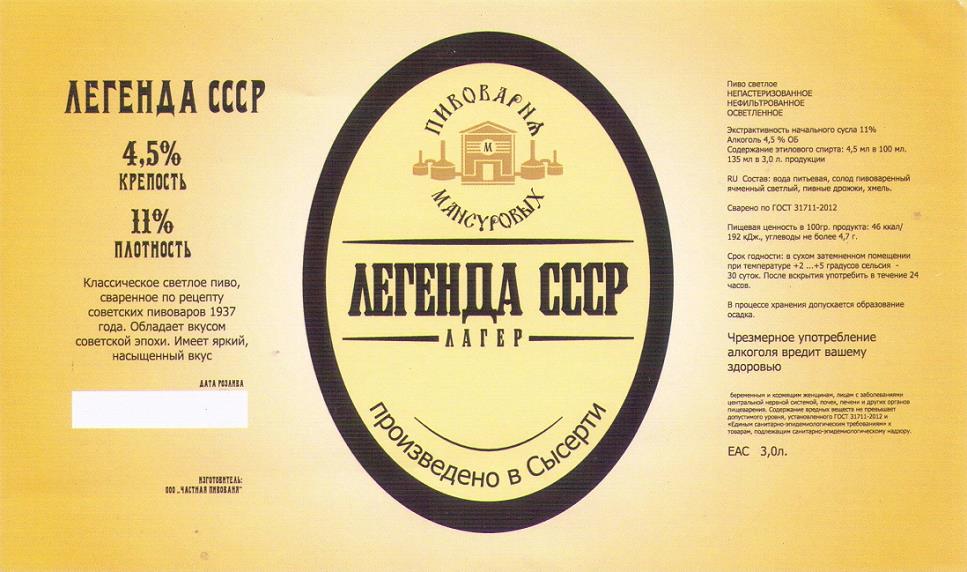 ЛЕГЕНДА СССР
4,5%
КРЕПОСТЬ
11%
ПЛОТНОСТЬ
Классическое светлое пиво,
сваренное по рецепту
советских пивоваров 1937
года. Обладает вкусом
советской эпохи. Имеет яркий,
насыщенный вкус
ДАТА РОЗЛИВА
ИЗГОТОВИТЕЛЬ:
ООО „ЧАСТНАЯ ПИВОВАНЯ"
ПИВОВАРНЯ
М
МАНСУРОВЫХ
ЛЕГЕНДА СССР
ЛАГЕР
произведено в Сысерти
Пиво светлое
НЕПАСТЕРИЗОВАННОЕ
НЕФИЛЬТРОВАННОЕ
ОСВЕТЛЕННОЕ
Экстрактивность начального сусла 11%
Алкоголь 4,5 % ОБ
Содержание этилового спирта: 4,5 мл в 100 мл.
135 мл в 3,0 л. продукции
RU Состав: вода питьевая, солод пивоваренный
ячменный светлый, пивные дрожжи, хмель.
Сварено по ГОСТ 31711-2012
Пищевая ценность в 100гр. продукта: 46 ккал/
192 кДж., углеводы не более 4,7 г.
Срок годности: в сухом затемненном помещении
при температуре +2 ...+5 градусов сельсия -
30 суток. После вскрытия употребить в течение 24
часов.
В процессе хранения допускается образование
осадка.
Чрезмерное употребление
алкоголя вредит вашему
здоровью
беременным и кормящим женщинам, лицам с заболеваниями
центральной нервной системой, почек, печени и других органов
пищеварения. Содержание вредных веществ не превышает
допустимого уровня, установленного ГОСТ 31711-2012 и
«Единым санитарно-эпидемиологическим требованиям» к
товарам, подлежащим санитарно-эпидемиологическому надзору.
ЕАС 3,0л.